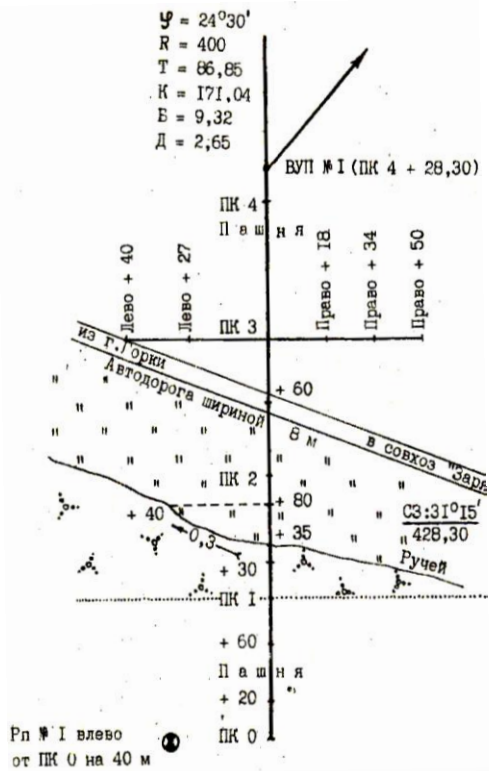 φ = 24°30'
R = 400
Т = 86,85
К = 171,04
Б = 9,32
Д = 2,65
ВУП № I (ПК 4 + 28,30)
ПК 4
Пашня
Лево + 40
Лево + 27
Право + 18
Право + 34
Право + 50
ПК 3
из г. Горки
Автодорога шириной 8 м
в совхоз "Заря
+ 60
ПК 2
+ 80
+ 40
0,3
+ 35
СЗ:31°15'
428,30
Ручей
+ 30
ПК I
+ 60
Пашня
+ 20
Рп № I влево
от ПК 0 на 40 м
ПК 0